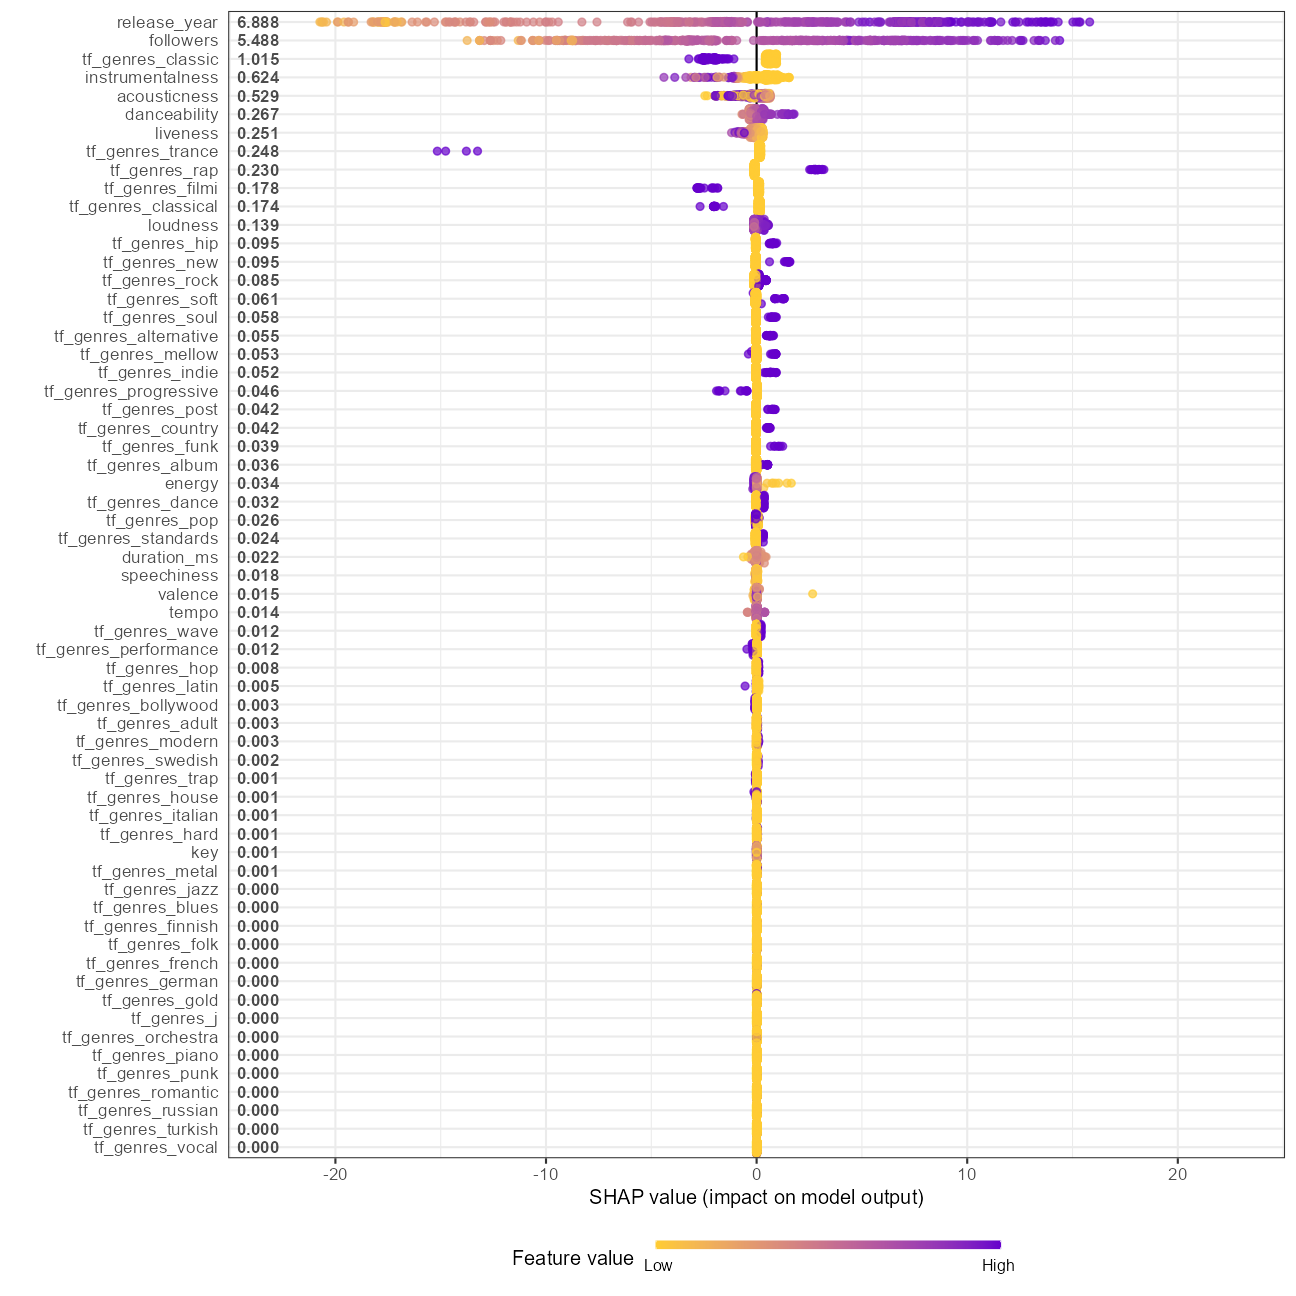 release_year 6.888
followers 5.488
tf_genres_classic 1.015
instrumentalness 0.624
acousticness 0.529
danceability 0.267
liveness 0.251
tf_genres_trance 0.248
tf_genres_rap 0.230
tf_genres_filmi 0.178
tf_genres_classical 0.174
loudness 0.139
tf_genres_hip 0.095
tf_genres_new 0.095
tf_genres_rock 0.085
tf_genres_soft 0.061
tf_genres_soul 0.058
tf_genres_alternative 0.055
tf_genres_mellow 0.053
tf_genres_indie 0.052
tf_genres_progressive 0.046
tf_genres_post 0.042
tf_genres_country 0.042
tf_genres_funk 0.039
tf_genres_album 0.036
energy 0.034
tf_genres_dance 0.032
tf_genres_pop 0.026
tf_genres_standards 0.024
duration_ms 0.022
speechiness 0.018
valence 0.015
tempo 0.014
tf_genres_wave 0.012
tf_genres_performance 0.012
tf_genres_hop 0.008
tf_genres_latin 0.005
tf_genres_bollywood 0.003
tf_genres_adult 0.003
tf_genres_modern 0.003
tf_genres_swedish 0.002
tf_genres_trap 0.001
tf_genres_house 0.001
tf_genres_italian 0.001
tf_genres_hard 0.001
key 0.001
tf_genres_metal 0.001
tf_genres_jazz 0.000
tf_genres_blues 0.000
tf_genres_finnish 0.000
tf_genres_folk 0.000
tf_genres_french 0.000
tf_genres_german 0.000
tf_genres_gold 0.000
tf_genres_j 0.000
tf_genres_orchestra 0.000
tf_genres_piano 0.000
tf_genres_punk 0.000
tf_genres_romantic 0.000
tf_genres_russian 0.000
tf_genres_turkish 0.000
tf_genres_vocal 0.000
-20 -10 0 10 20
SHAP value (impact on model output)
Feature value
Low High